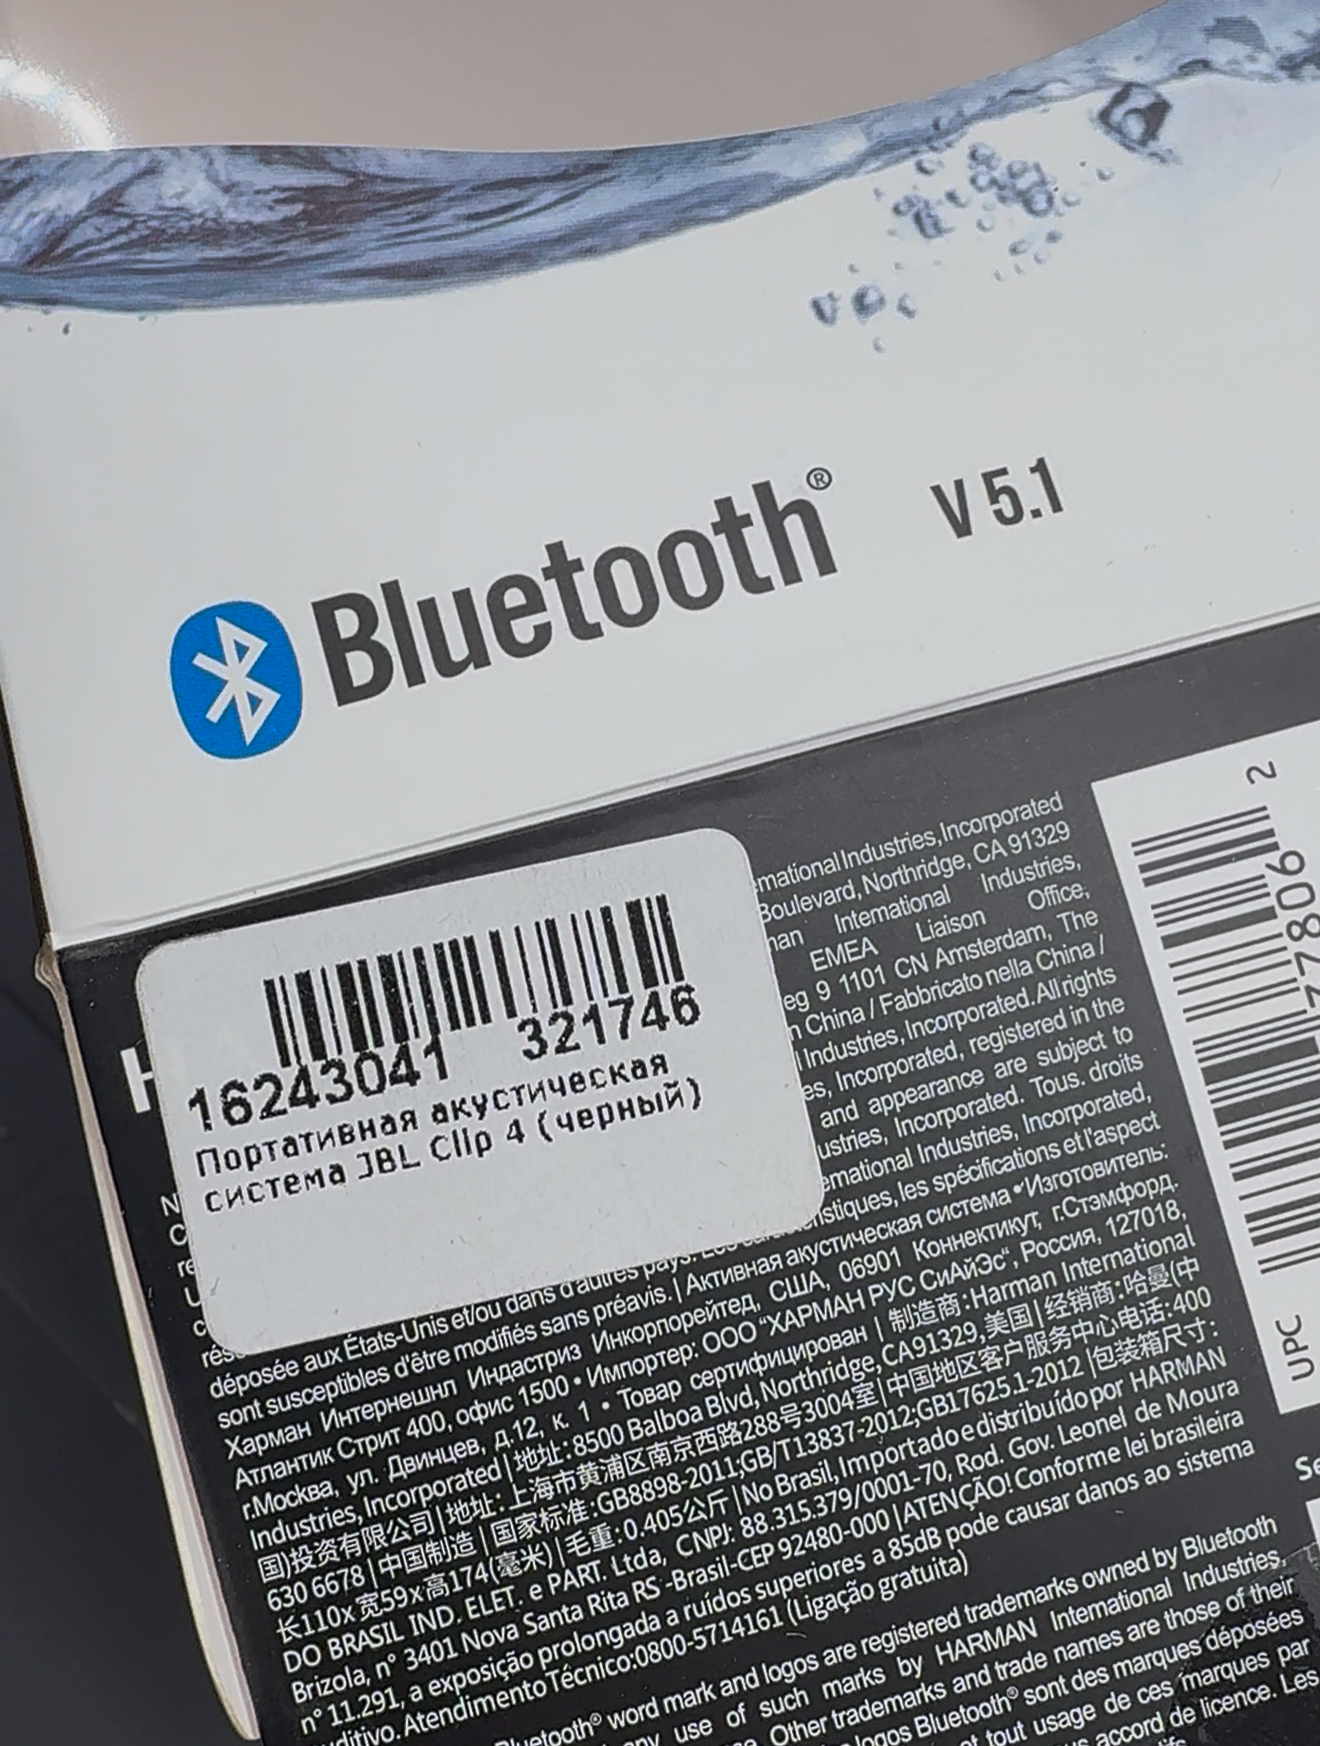 Bluetooth® V 5.1
16243041 321746
Портативная акустическая
система JBL Clip 4 (черный)
Industries, Incorporated
Boulevard, Northridge, CA 91329
International Industries,
EMEA Liaison Office,
9 1101 CN Amsterdam, The
China / Fabbricato nella China /
Industries, Incorporated. All rights
Incorporated, registered in the
and appearance are subject to
Incorporated. Tous. droits
International Industries, Incorporated,
les spécifications et l'aspect
déposée aux États-Unis et/ou dans d'autres pays.
sont susceptibles d'être modifiés sans préavis. | Активная акустическая система • Изготовитель:
Харман Интернешнл Индастриз Инкорпорейтед, США, 06901 Коннектикут, г.Стэмфорд.
Атлантик Стрит 400, офис 1500 • Импортер: ООО "ХАРМАН РУС СиАйЭс", Россия, 127018,
г.Москва, ул. Двинцев, д.12, к. 1 • Товар сертифицирован | 制造商:Harman International
Industries, Incorporated | 地址: 8500 Balboa Blvd, Northridge, CA91329,美国 | 经销商:哈曼(中
国)投资有限公司 | 地址: 上海市黄浦区南京西路288号3004室 | 中国地区客户服务中心电话:400
630 6678 | 中国制造 | 国家标准:GB8898-2011;GB/T13837-2012;GB17625.1-2012 | 包装箱尺寸:
长110x宽59x高174(毫米) | 毛重:0.405公斤 | No Brasil, Importado e distribuído por HARMAN
DO BRASIL IND. ELET. e PART. Ltda, CNPJ: 88.315.379/0001-70, Rod. Gov. Leonel de Moura
Brizola, n° 3401 Nova Santa Rita RS -Brasil-CEP 92480-000 | ATENÇÃO! Conforme lei brasileira
n° 11.291, a exposição prolongada a ruídos superiores a 85dB pode causar danos ao sistema
Atendimento Técnico:0800-5714161 (Ligação gratuita)
Bluetooth® word mark and logos are registered trademarks owned by Bluetooth
any use of such marks by HARMAN International Industries,
Other trademarks and trade names are those of their
logos Bluetooth® sont des marques déposées
et tout usage de ces marques par
accord de licence. Les
2
77806
UPC